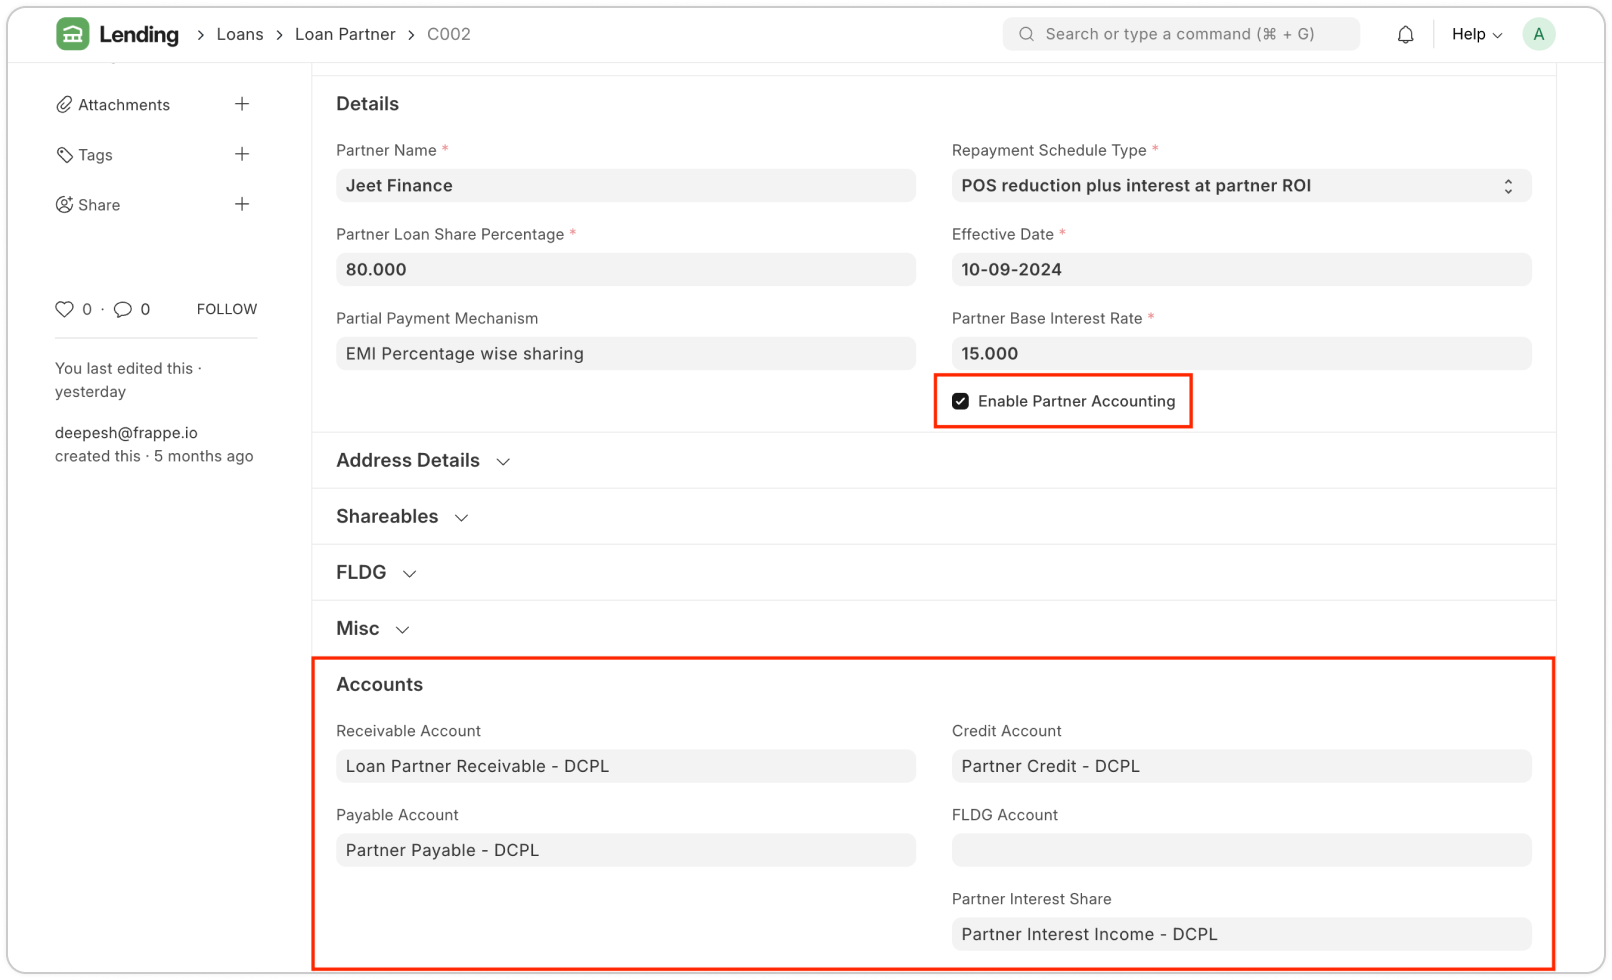 Lending > Loans > Loan Partner > C002
Search or type a command (⌘ + G)
Help
A
Attachments
Tags
Share
0 · 0 FOLLOW
You last edited this ·
yesterday
deepesh@frappe.io
created this · 5 months ago
Details
Partner Name *
Jeet Finance
Repayment Schedule Type *
POS reduction plus interest at partner ROI
Partner Loan Share Percentage *
80.000
Effective Date *
10-09-2024
Partial Payment Mechanism
EMI Percentage wise sharing
Partner Base Interest Rate *
15.000
Enable Partner Accounting
Address Details
Shareables
FLDG
Misc
Accounts
Receivable Account
Loan Partner Receivable - DCPL
Credit Account
Partner Credit - DCPL
Payable Account
Partner Payable - DCPL
FLDG Account
Partner Interest Share
Partner Interest Income - DCPL